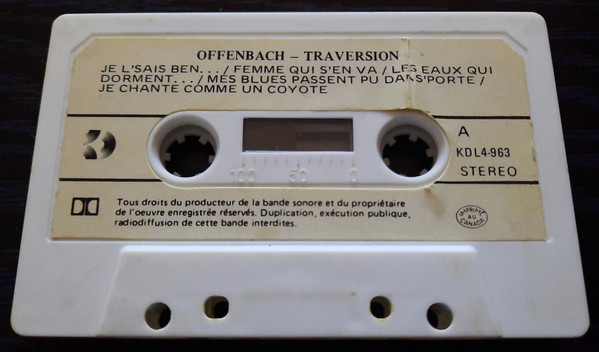 OFFENBACH – TRAVERSION
JE L'SAIS BEN... / FEMME QUI S'EN VA / LES EAUX QUI
DORMENT... / MES BLUES PASSENT PU DANS'PORTE /
JE CHANTE COMME UN COYOTE
A
KDL4-963
STEREO
100 50 0
Tous droits du producteur de la bande sonore et du propriétaire
de l'oeuvre enregistrée réservés. Duplication, exécution publique,
radiodiffusion de cette bande interdites.
IMPRIMÉ
AU
CANADA